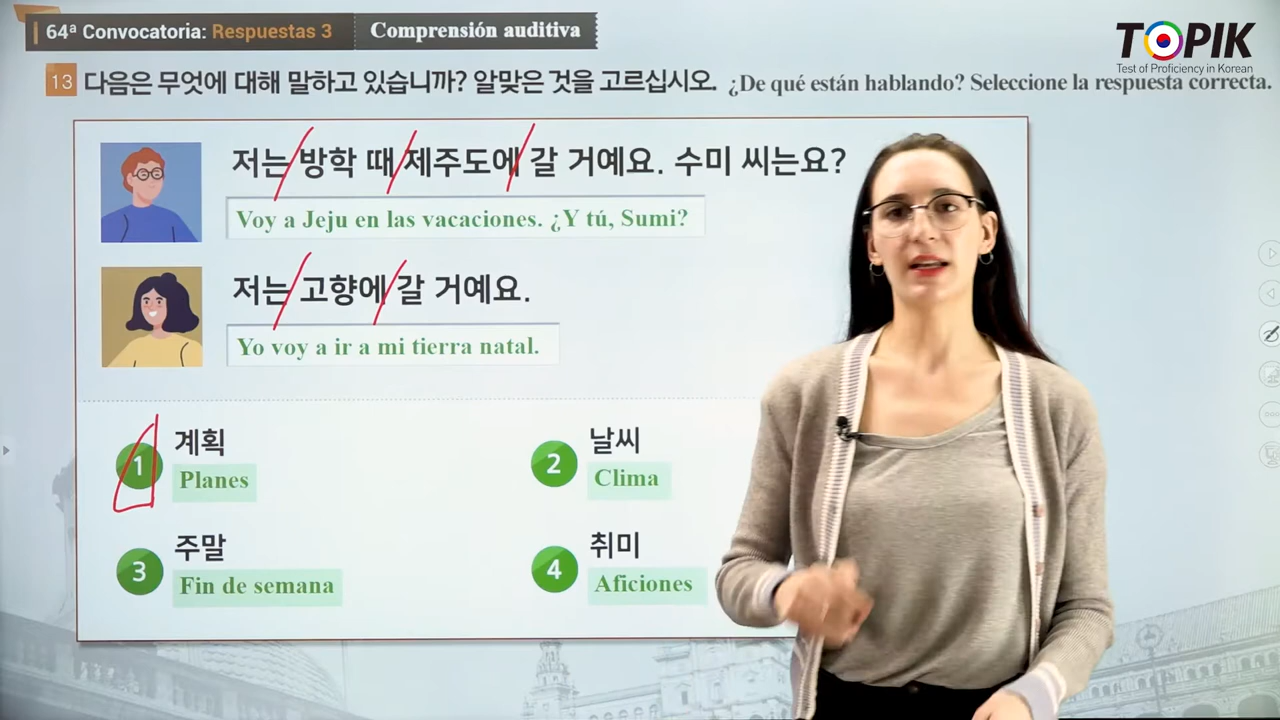 64ª Convocatoria: Respuestas 3 Comprensión auditiva
TOPIK
Test of Proficiency in Korean
13 다음은 무엇에 대해 말하고 있습니까? 알맞은 것을 고르십시오. ¿De qué están hablando? Seleccione la respuesta correcta.
저는 방학 때 제주도에 갈 거예요. 수미 씨는요?
Voy a Jeju en las vacaciones. ¿Y tú, Sumi?
저는 고향에 갈 거예요.
Yo voy a ir a mi tierra natal.
1 계획
Planes
2 날씨
Clima
3 주말
Fin de semana
4 취미
Aficiones